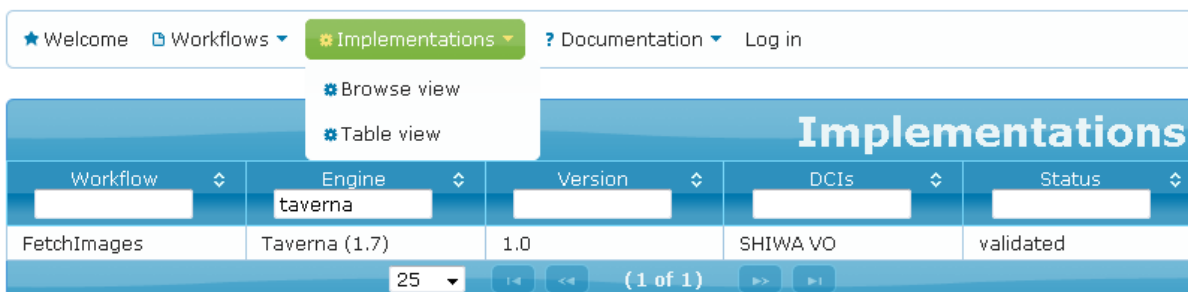 Welcome Workflows Implementations ? Documentation Log in
Browse view
Table view
Implementations
Workflow Engine Version DCIs Status
taverna
FetchImages Taverna (1.7) 1.0 SHIWA VO validated
25 (1 of 1)